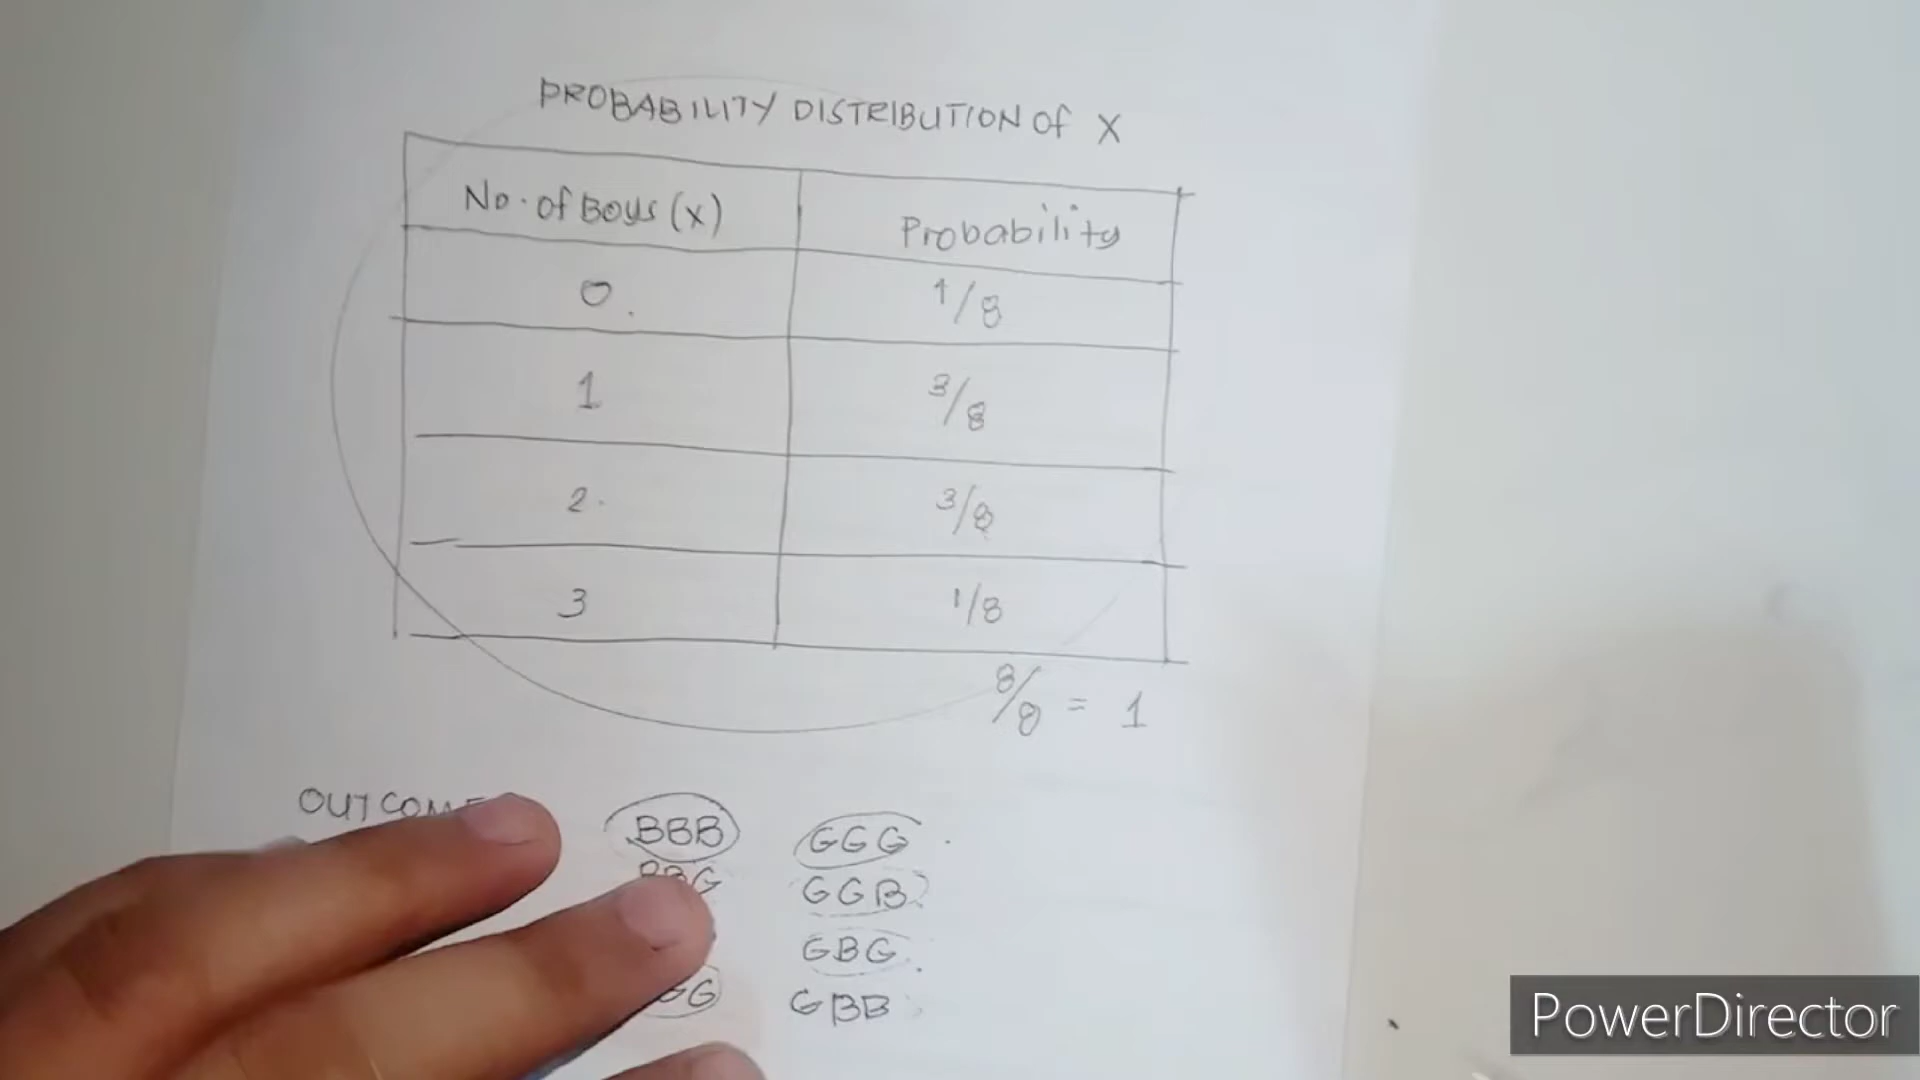 PROBABILITY DISTRIBUTION of X
No. of Boys (X) Probability
0 1/8
1 3/8
2 3/8
3 1/8
8/8 = 1
BBB GGG
BBG GGB
GBG
GBB
PowerDirector